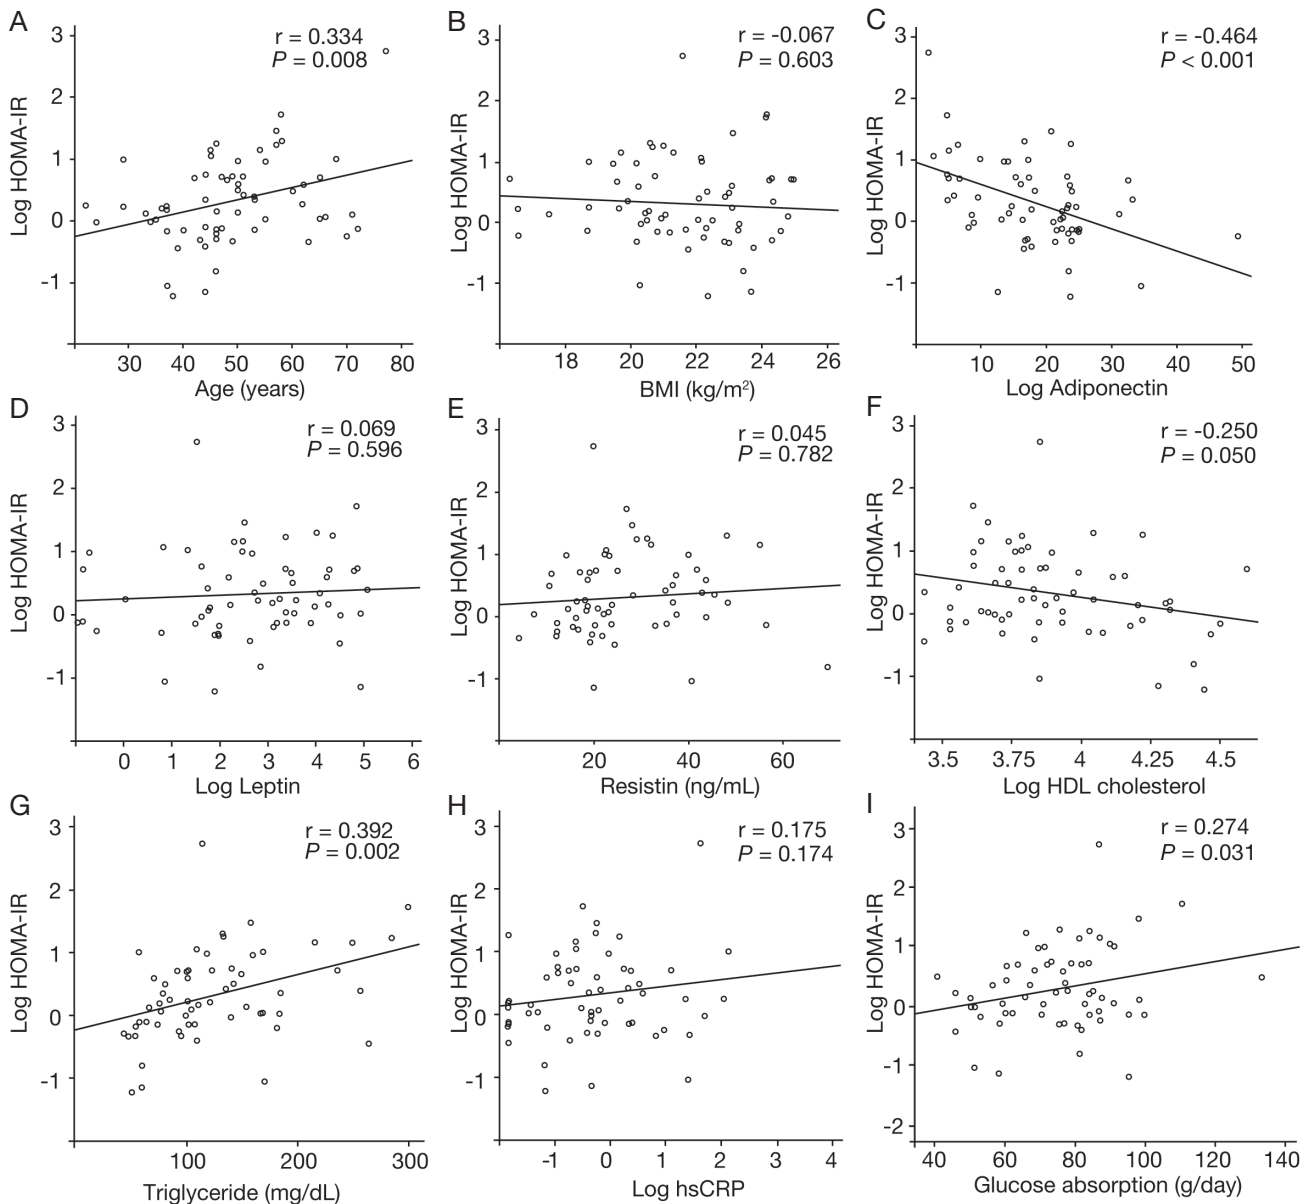 A
r = 0.334
P = 0.008
Log HOMA-IR
3
2
1
0
-1
30 40 50 60 70 80
Age (years)
B
r = -0.067
P = 0.603
Log HOMA-IR
3
2
1
0
-1
18 20 22 24 26
BMI (kg/m²)
C
r = -0.464
P < 0.001
Log HOMA-IR
3
2
1
0
-1
10 20 30 40 50
Log Adiponectin
D
r = 0.069
P = 0.596
Log HOMA-IR
3
2
1
0
-1
0 1 2 3 4 5 6
Log Leptin
E
r = 0.045
P = 0.782
Log HOMA-IR
3
2
1
0
-1
20 40 60
Resistin (ng/mL)
F
r = -0.250
P = 0.050
Log HOMA-IR
3
2
1
0
-1
3.5 3.75 4 4.25 4.5
Log HDL cholesterol
G
r = 0.392
P = 0.002
Log HOMA-IR
3
2
1
0
-1
100 200 300
Triglyceride (mg/dL)
H
r = 0.175
P = 0.174
Log HOMA-IR
3
2
1
0
-1
-1 0 1 2 3 4
Log hsCRP
I
r = 0.274
P = 0.031
Log HOMA-IR
3
2
1
0
-1
-2
40 60 80 100 120 140
Glucose absorption (g/day)